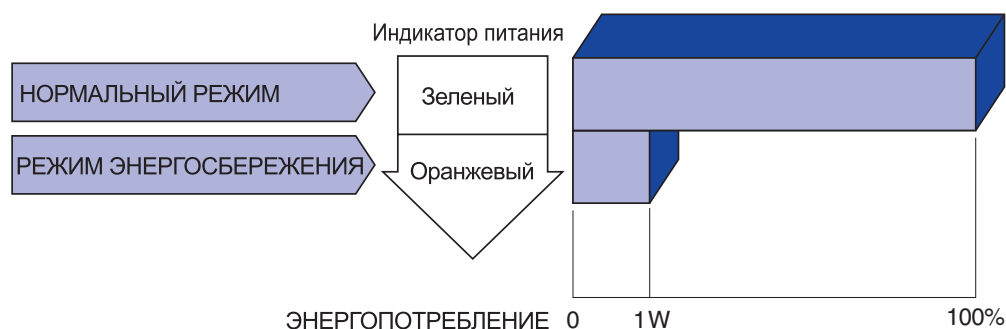 Индикатор питания
НОРМАЛЬНЫЙ РЕЖИМ
Зеленый
РЕЖИМ ЭНЕРГОСБЕРЕЖЕНИЯ
Оранжевый
ЭНЕРГОПОТРЕБЛЕНИЕ 0 1W 100%